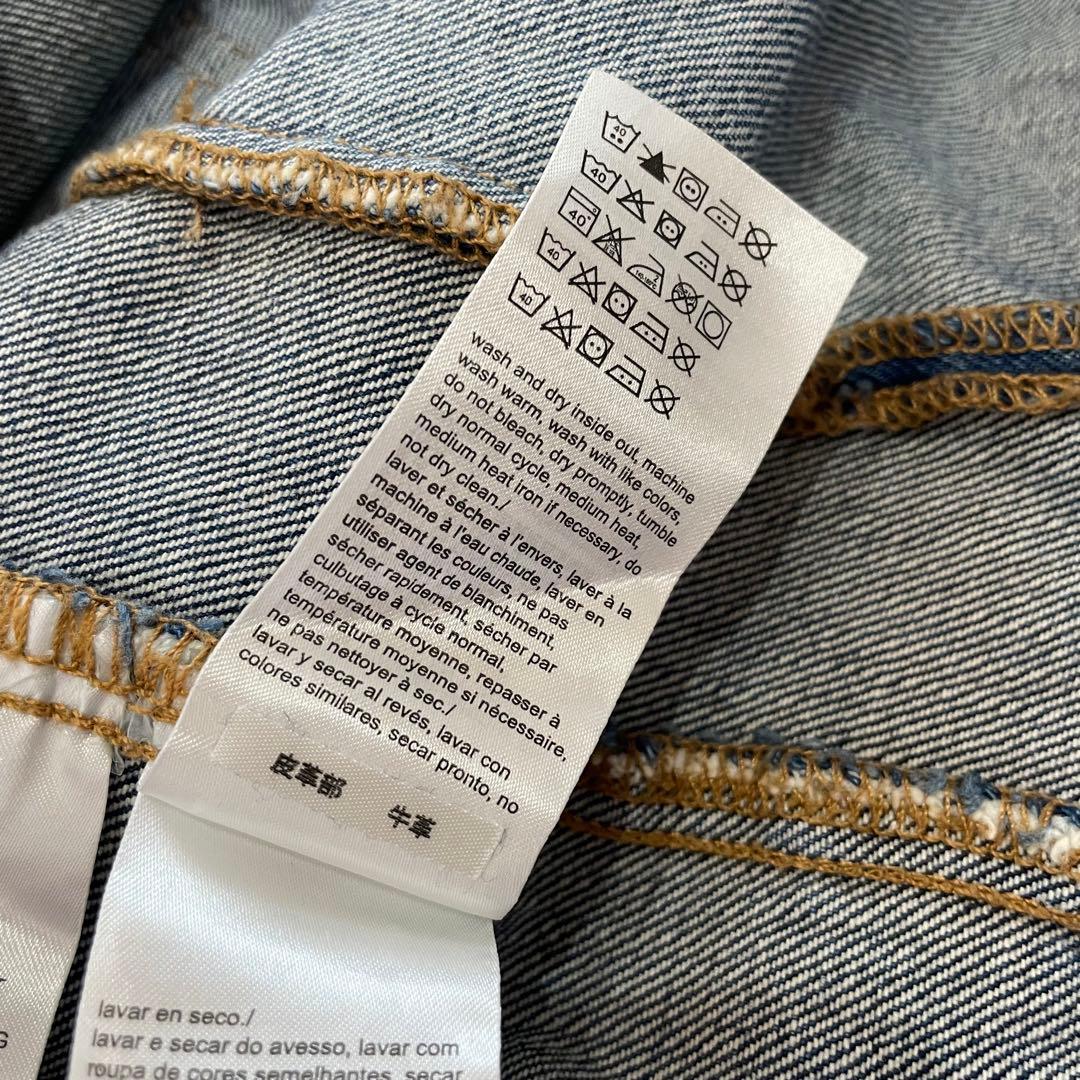 40
40
40
40
40
wash and dry inside out, machine
wash warm, wash with like colors,
do not bleach, dry promptly, tumble
dry normal cycle, medium heat,
medium heat iron if necessary, do
not dry clean./
laver et sécher à l'envers, laver à la
machine à l'eau chaude, laver en
séparant les couleurs, ne pas
utiliser agent de blanchiment,
sécher rapidement, sécher par
culbutage à cycle normal,
température moyenne, repasser à
température moyenne si nécessaire,
ne pas nettoyer à sec./
lavar y secar al revés, lavar con
colores similares, secar pronto, no
皮革部 牛革
lavar en seco./
lavar e secar do avesso, lavar com
roupa de cores semelhantes, secar
G